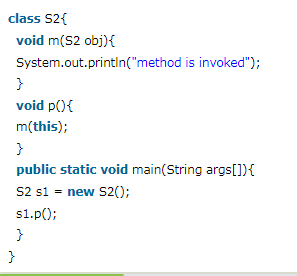 class S2{
void m(S2 obj){
System.out.println("method is invoked");
}
void p(){
m(this);
}
public static void main(String args[]){
S2 s1 = new S2();
s1.p();
}
}